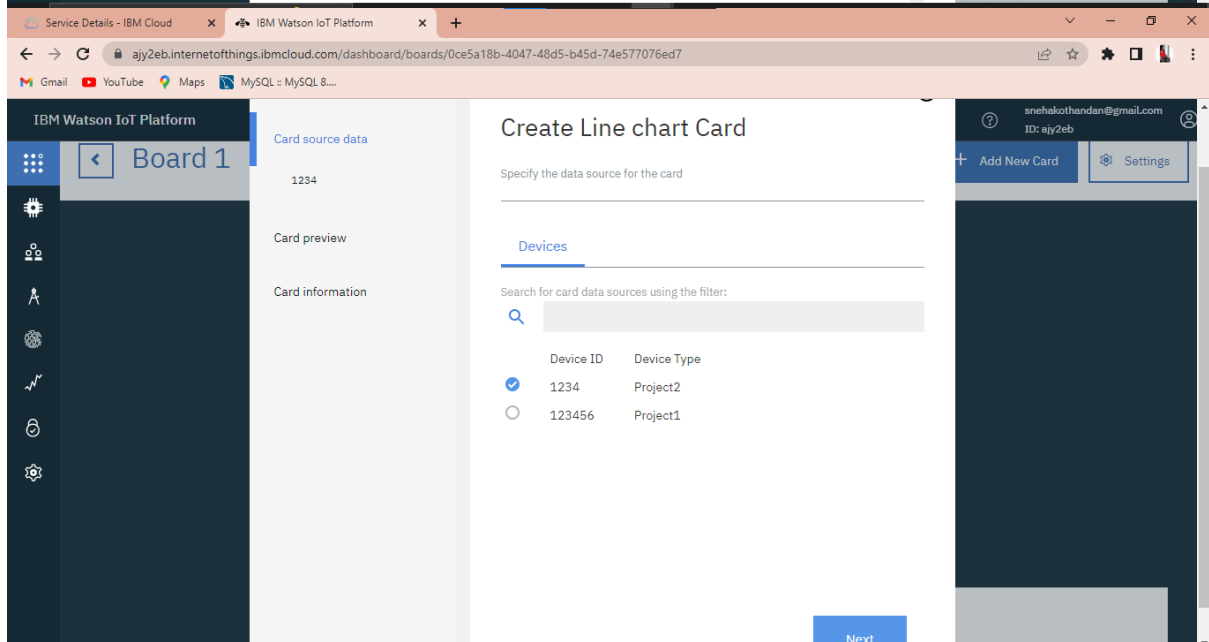 Service Details - IBM Cloud
IBM Watson IoT Platform
ajy2eb.internetofthings.ibmcloud.com/dashboard/boards/0ce5a18b-4047-48d5-b45d-74e577076ed7
Gmail YouTube Maps MySQL :: MySQL 8....
IBM Watson IoT Platform
snehakothandan@gmail.com
ID: ajy2eb
Board 1
Add New Card
Settings
Card source data
1234
Card preview
Card information
Create Line chart Card
Specify the data source for the card
Devices
Search for card data sources using the filter:
Device ID Device Type
1234 Project2
123456 Project1
Next